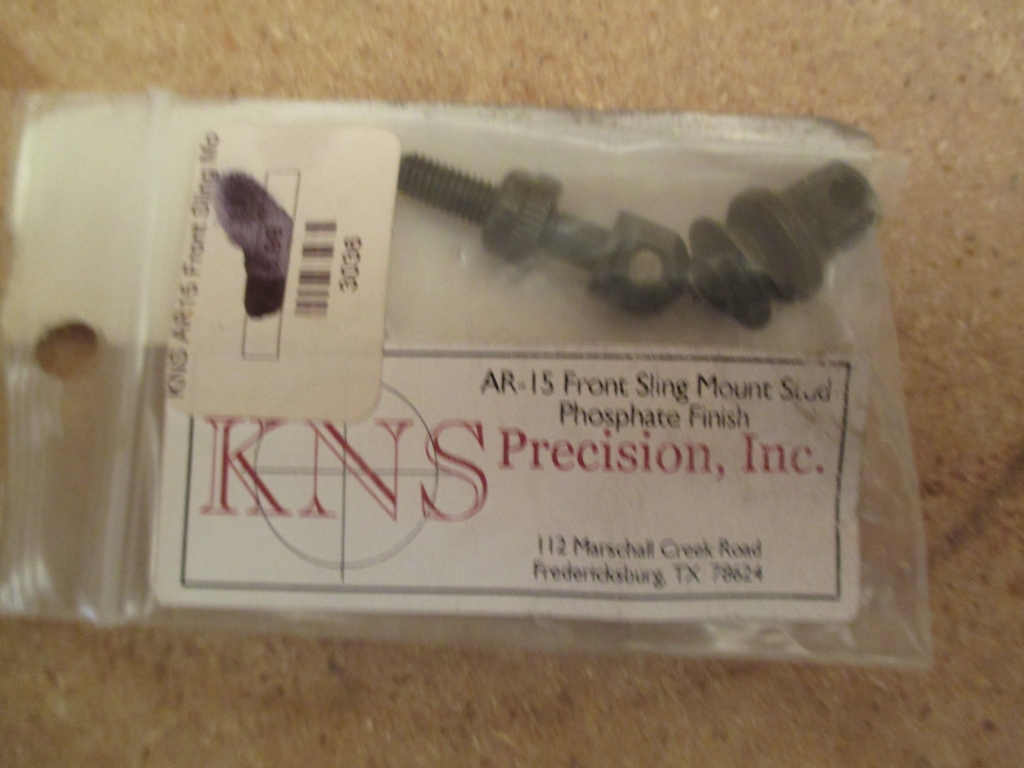 KNS AR15 Front Sling Mo
3036
AR-15 Front Sling Mount Stud
Phosphate Finish
KNS Precision, Inc.
112 Marschall Creek Road
Fredericksburg, TX 78624